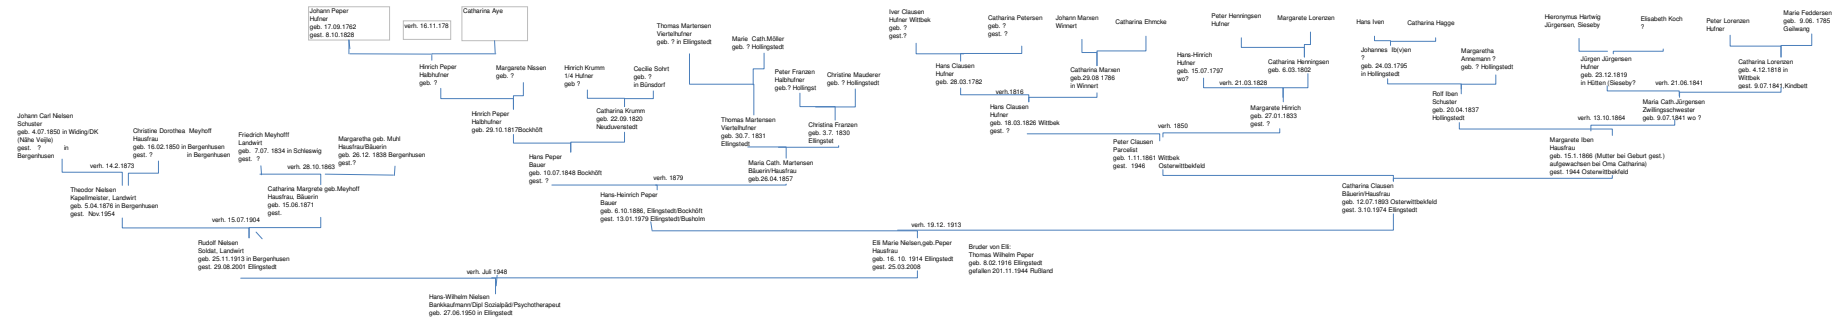 Johann Peper
Hufner
geb. 17.09.1762
gest. 8.10.1828
verh. 16.11.178
Catharina Aye
Hinrich Peper
Halbhufner
geb. ?
Margarete Nissen
geb. ?
Hinrich Krumm
1/4 Hufner
geb. ?
Cecilie Sohrt
geb. ?
in Bünsdorf
Thomas Martensen
Viertelhufner
geb. ? in Ellingstedt
Marie Cath.Möller
geb. ? Hollingstedt
Peter Franzen
Halbhufner
geb.? Hollingst
Christine Mauderer
geb. ? Hollingstedt
Iver Clausen
Hufner Wittbek
geb. ?
gest.?
Catharina Petersen
geb. ?
gest. ?
Johann Marxen
Winnert
Catharina Ehmcke
Peter Henningsen
Hufner
Margarete Lorenzen
Hans Iven
Catharina Hagge
Hieronymus Hartwig
Jürgensen, Sieseby
Elisabeth Koch
?
Peter Lorenzen
Hufner
Marie Feddersen
geb. 9.06. 1785
Geilwang
Hans Clausen
Hufner
geb. 28.03.1782
Catharina Marxen
geb.29.08 1786
in Winnert
verh.1816
Hans-Hinrich
Hufner
geb. 15.07.1797
wo?
Catharina Henningsen
geb. 6.03.1802
verh. 21.03.1828
Johannes Ib(v)en
?
geb. 24.03.1795
in Hollingstedt
Margaretha
Annemann ?
geb. ? Hollingstedt
Jürgen Jürgensen
Hufner
geb. 23.12.1819
in Hütten (Sieseby?
verh. 21.06.1841
Catharina Lorenzen
geb. 4.12.1818 in
Wittbek
gest. 9.07.1841,Kindbett
Hinrich Peper
Halbhufner
geb. 29.10.1817Bockhöft
Catharina Krumm
geb. 22.09.1820
Neuduvenstedt
Thomas Martensen
Viertelhufner
geb. 30.7. 1831
Ellingstedt
Christina Franzen
geb. 3.7. 1830
Ellingstet
Hans Clausen
Hufner
geb. 18.03.1826 Wittbek
gest. ?
Margarete Hinrich
geb. 27.01.1833
gest. ?
verh. 1850
Rolf Iben
Schuster
geb. 20.04.1837
Hollingstedt
Maria Cath.Jürgensen
Zwillingsschwester
geb. 9.07.1841 wo ?
verh. 13.10.1864
Johann Carl Nielsen
Schuster
geb. 4.07.1850 in Widing/DK
(Nähe Vejle)
gest. ? in
Bergenhusen
Christine Dorothea Meyhoff
Hausfrau
geb. 16.02.1850 in Bergenhusen
gest. ? in Bergenhusen
verh. 14.2.1873
Friedrich Meyhofff
Landwirt
geb. 7.07. 1834 in Schleswig
gest. ?
Margaretha geb. Muhl
Hausfrau/Bäuerin
geb. 26.12. 1838 Bergenhusen
gest.?
verh. 28.10.1863
Hans Peper
Bauer
geb. 10.07.1848 Bockhöft
gest. ?
Maria Cath. Martensen
Bäuerin/Hausfrau
geb.26.04.1857
verh. 1879
Peter Clausen
Parcelist
geb. 1.11.1861 Wittbek
gest. 1946 Osterwittbekfeld
Margarete Iben
Hausfrau
geb. 15.1.1866 (Mutter bei Geburt gest.)
aufgewachsen bei Oma Catharina)
gest. 1944 Osterwittbekfeld
Theodor Nielsen
Kapellmeister, Landwirt
geb. 5.04.1876 in Bergenhusen
gest. Nov.1954
Catharina Margrete geb.Meyhoff
Hausfrau, Bäuerin
geb. 15.06.1871
gest.
verh. 15.07.1904
Hans-Heinrich Peper
Bauer
geb. 6.10.1886, Ellingstedt/Bockhöft
gest. 13.01.1979 Ellingstedt/Busholm
Catharina Clausen
Bäuerin/Hausfrau
geb. 12.07.1893 Osterwittbekfeld
gest. 3.10.1974 Ellingstedt
verh. 19.12. 1913
Rudolf Nielsen
Soldat, Landwirt
geb. 25.11.1913 in Bergenhusen
gest. 29.08.2001 Ellingstedt
Elli Marie Nielsen,geb.Peper
Hausfrau
geb. 16. 10. 1914 Ellingstedt
gest. 25.03.2008
Bruder von Elli:
Thomas Wilhelm Peper
geb. 8.02.1916 Ellingstedt
gefallen 201.11.1944 Rußland
verh. Juli 1948
Hans-Wilhelm Nielsen
Bankkaufmann/Dipl Sozialpäd/Psychotherapeut
geb. 27.06.1950 in Ellingstedt